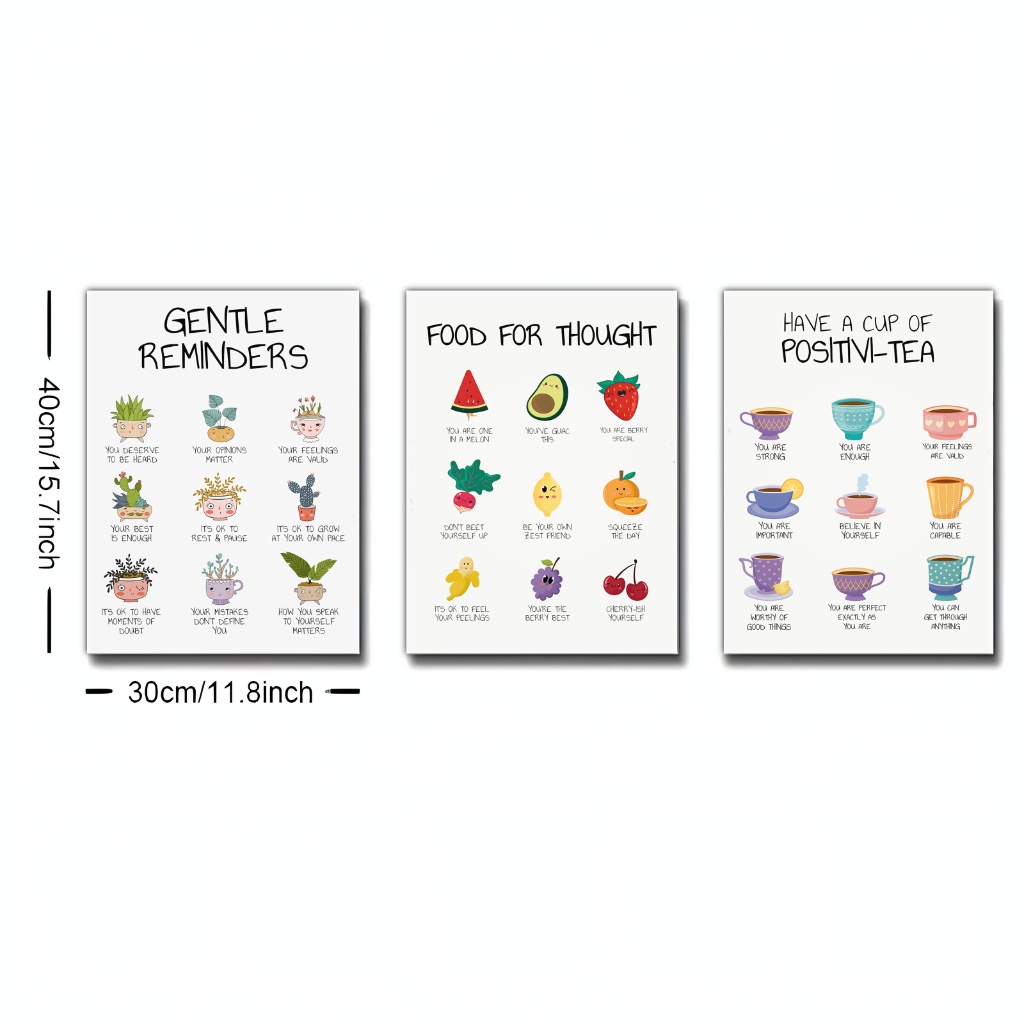 GENTLE
REMINDERS
YOU DESERVE
TO BE HEARD
YOUR OPINIONS
MATTER
YOUR FEELINGS
ARE VALID
YOUR BEST
IS ENOUGH
ITS OK TO
REST & PAUSE
ITS OK TO GROW
AT YOUR OWN PACE
IT'S OK TO HAVE
MOMENTS OF
DOUBT
YOUR MISTAKES
DON'T DEFINE
YOU
HOW YOU SPEAK
TO YOURSELF
MATTERS
40cm/15.7inch
30cm/11.8inch
FOOD FOR THOUGHT
YOU ARE ONE
IN A MELON
YOU'VE GUAC
THIS
YOU ARE BERRY
SPECIAL
DON'T BEET
YOURSELF UP
BE YOUR OWN
ZEST FRIEND
SQUEEZE
THE DAY
IT'S OK TO FEEL
YOUR PEELINGS
YOU'RE THE
BERRY BEST
CHERRY-ISH
YOURSELF
HAVE A CUP OF
POSITIVI-TEA
YOU ARE
STRONG
YOU ARE
ENOUGH
YOUR FEELINGS
ARE VALID
YOU ARE
IMPORTANT
BELIEVE IN
YOURSELF
YOU ARE
CAPABLE
YOU ARE
WORTHY OF
GOOD THINGS
YOU ARE PERFECT
EXACTLY AS
YOU ARE
YOU CAN
GET THROUGH
ANYTHING